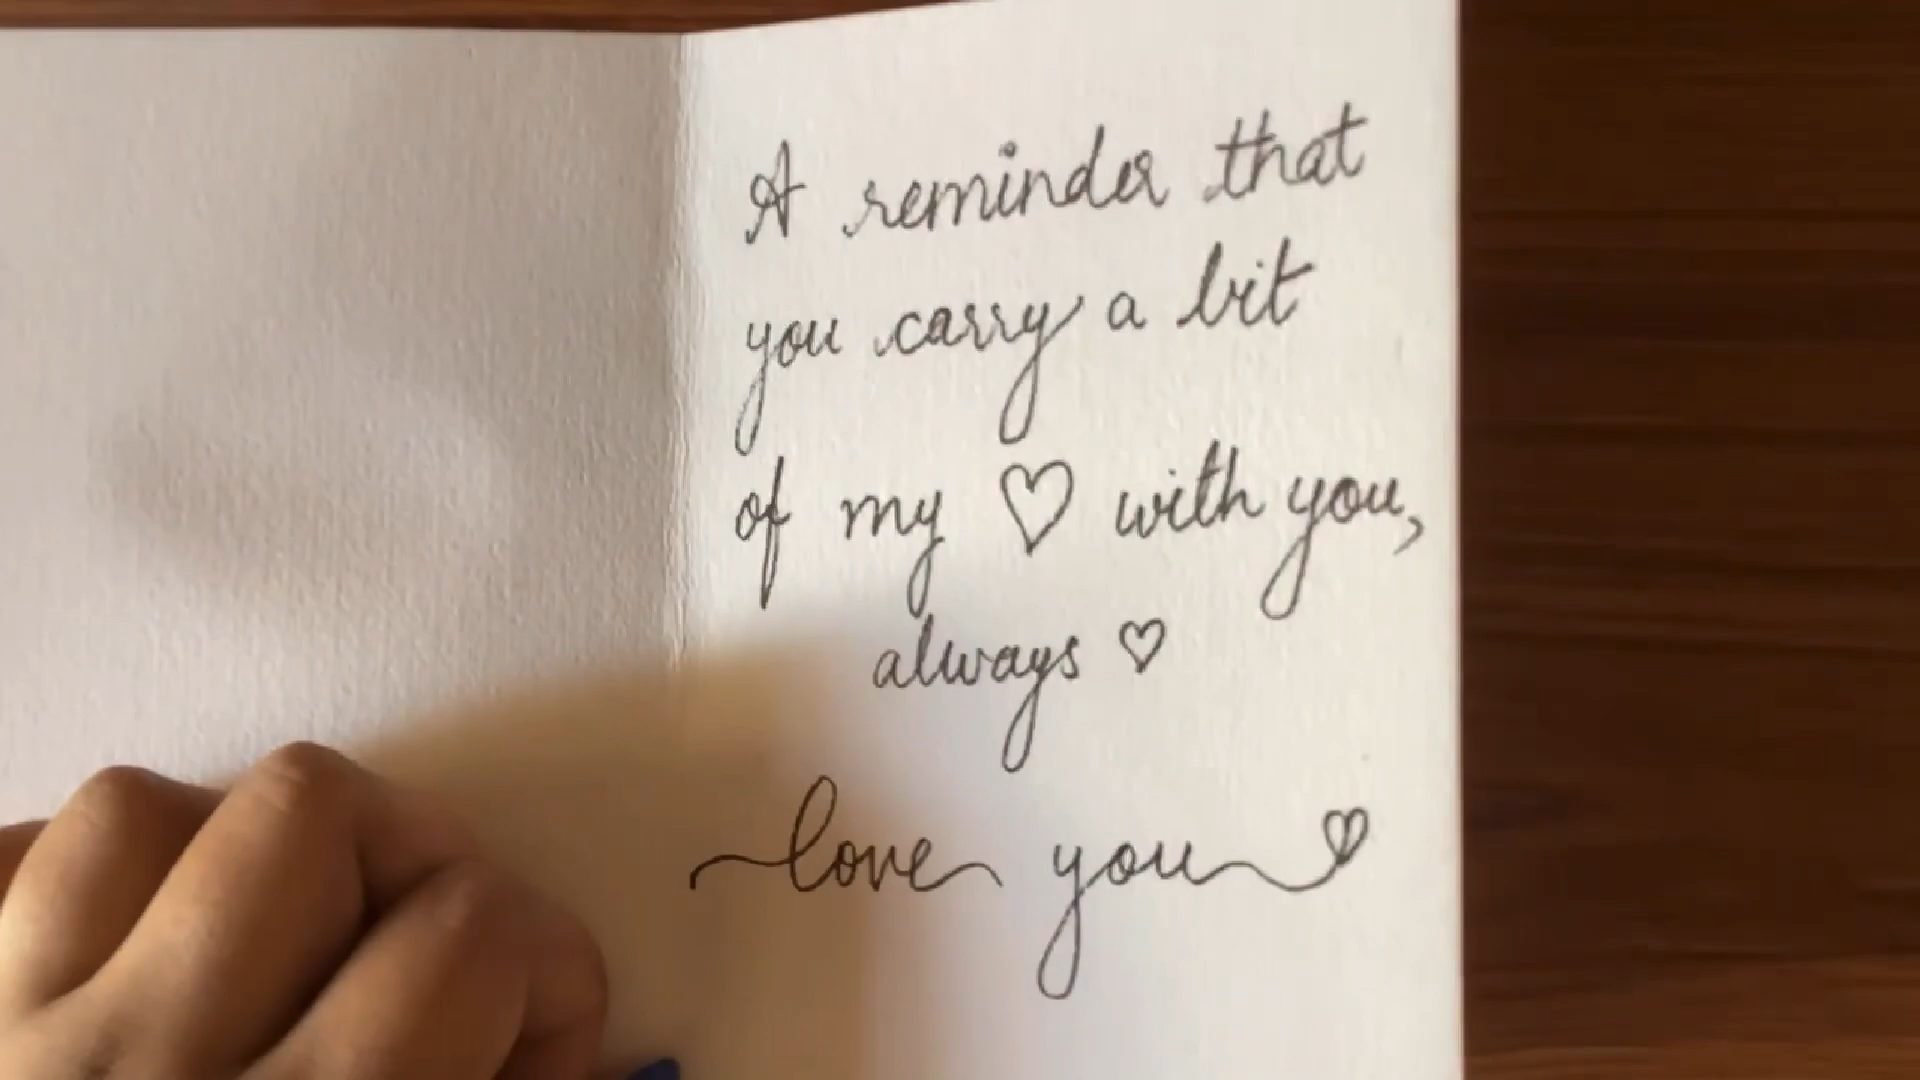 A reminder that
you carry a bit
of my ♡ with you,
always ♡
love you ♡